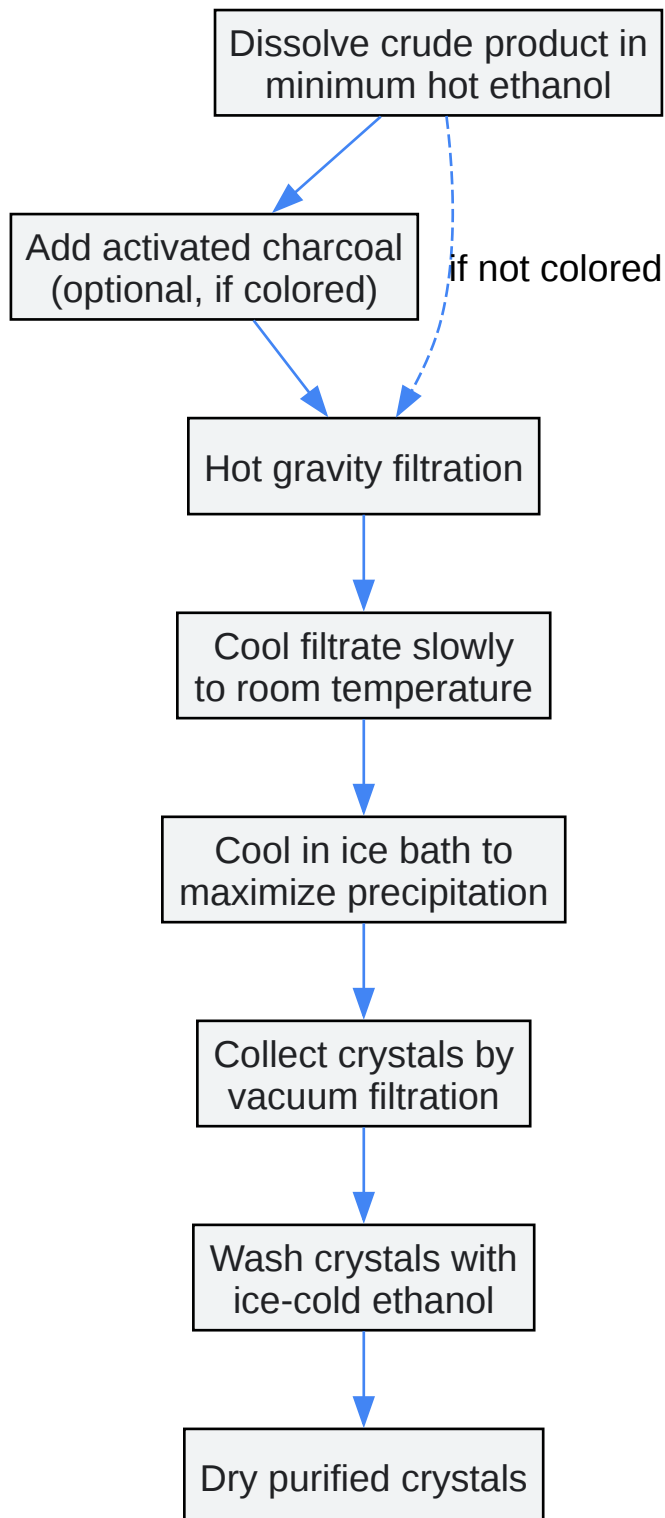 Dissolve crude product in
minimum hot ethanol
Add activated charcoal
(optional, if colored)
if not colored
Hot gravity filtration
Cool filtrate slowly
to room temperature
Cool in ice bath to
maximize precipitation
Collect crystals by
vacuum filtration
Wash crystals with
ice-cold ethanol
Dry purified crystals